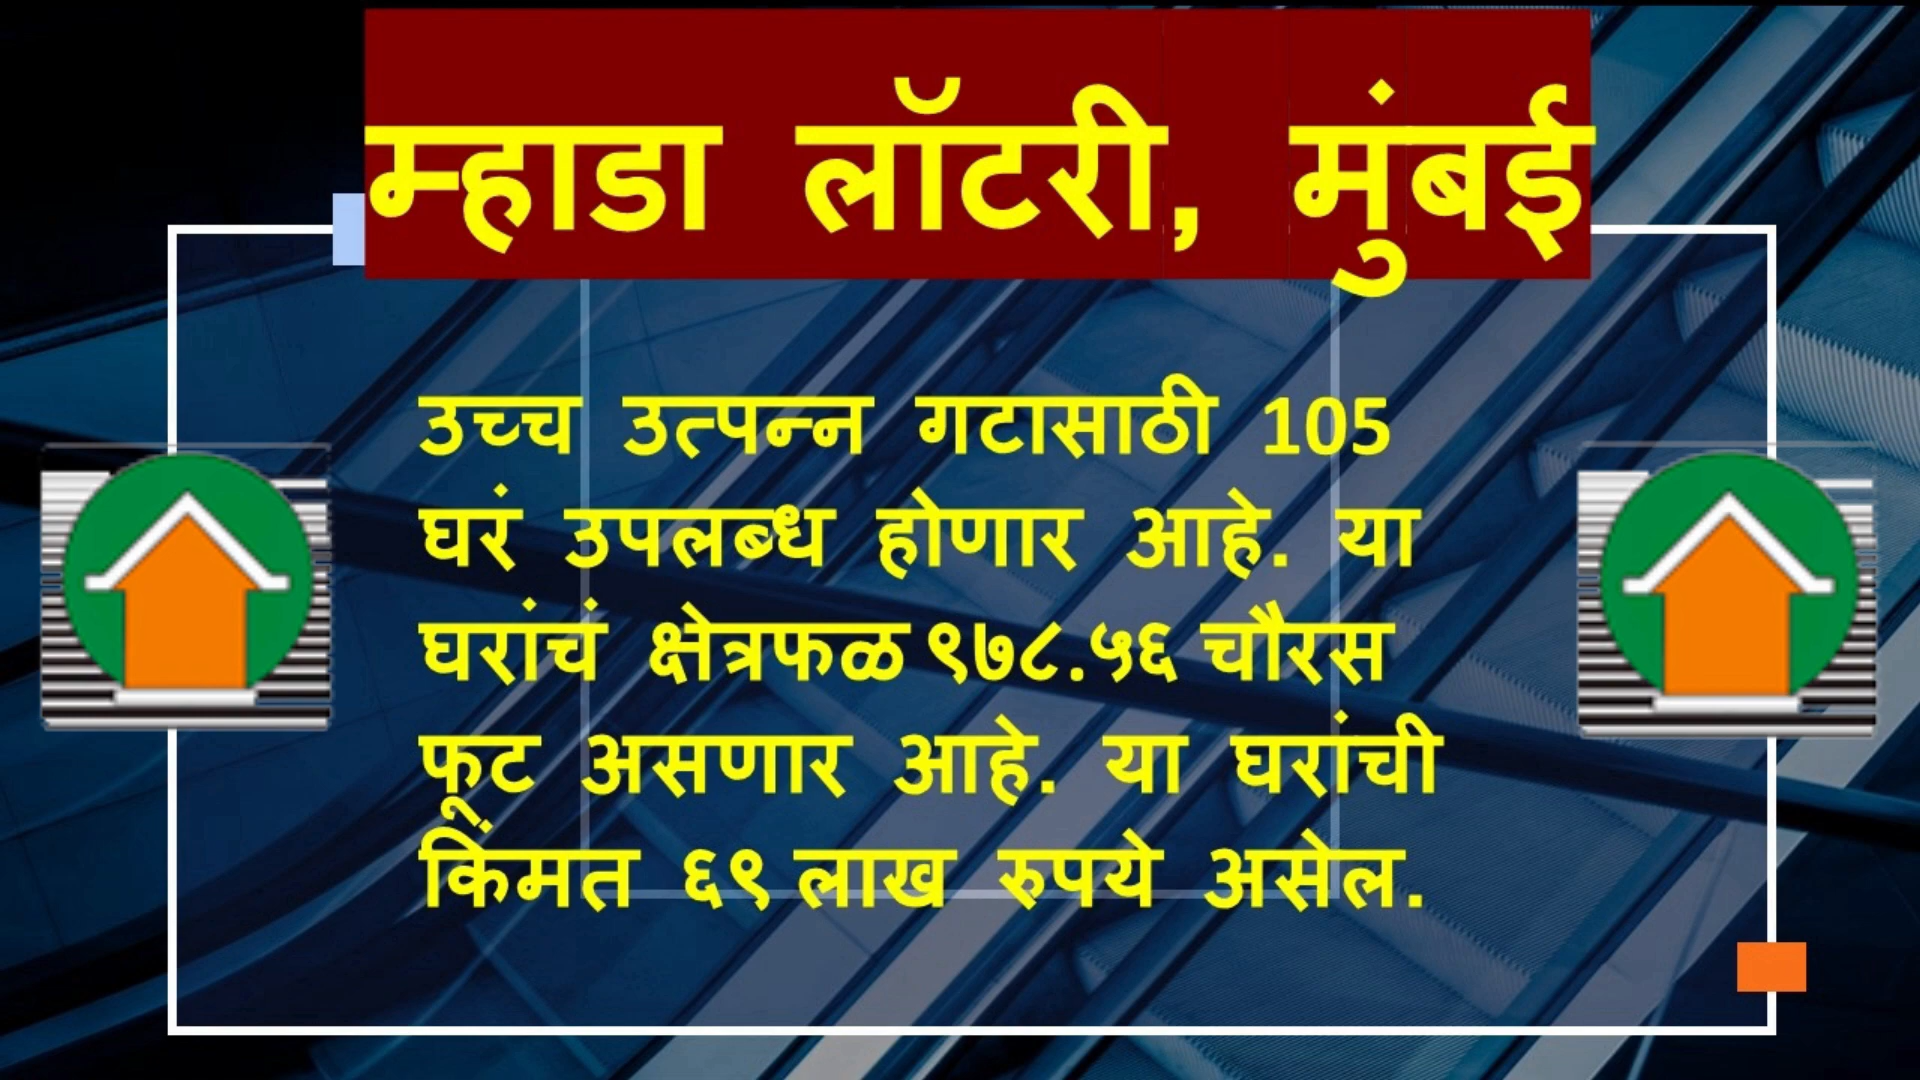 म्हाडा लॉटरी, मुंबई
उच्च उत्पन्न गटासाठी 105
घरं उपलब्ध होणार आहे. या
घरांचं क्षेत्रफळ ९७८.५६ चौरस
फूट असणार आहे. या घरांची
किंमत ६९ लाख रुपये असेल.